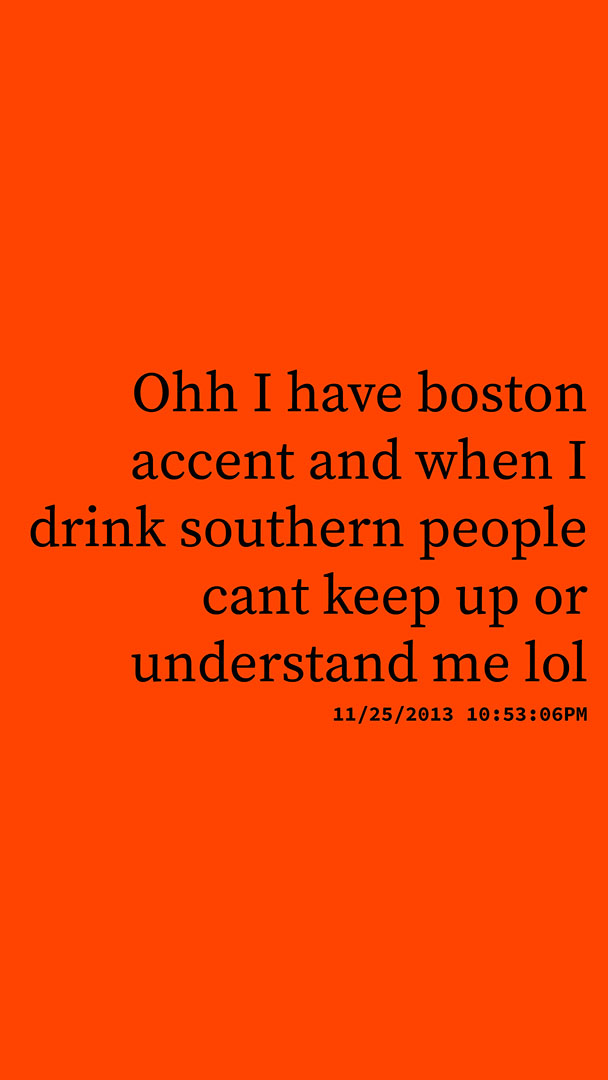 Ohh I have boston
accent and when I
drink southern people
cant keep up or
understand me lol
11/25/2013 10:53:06PM